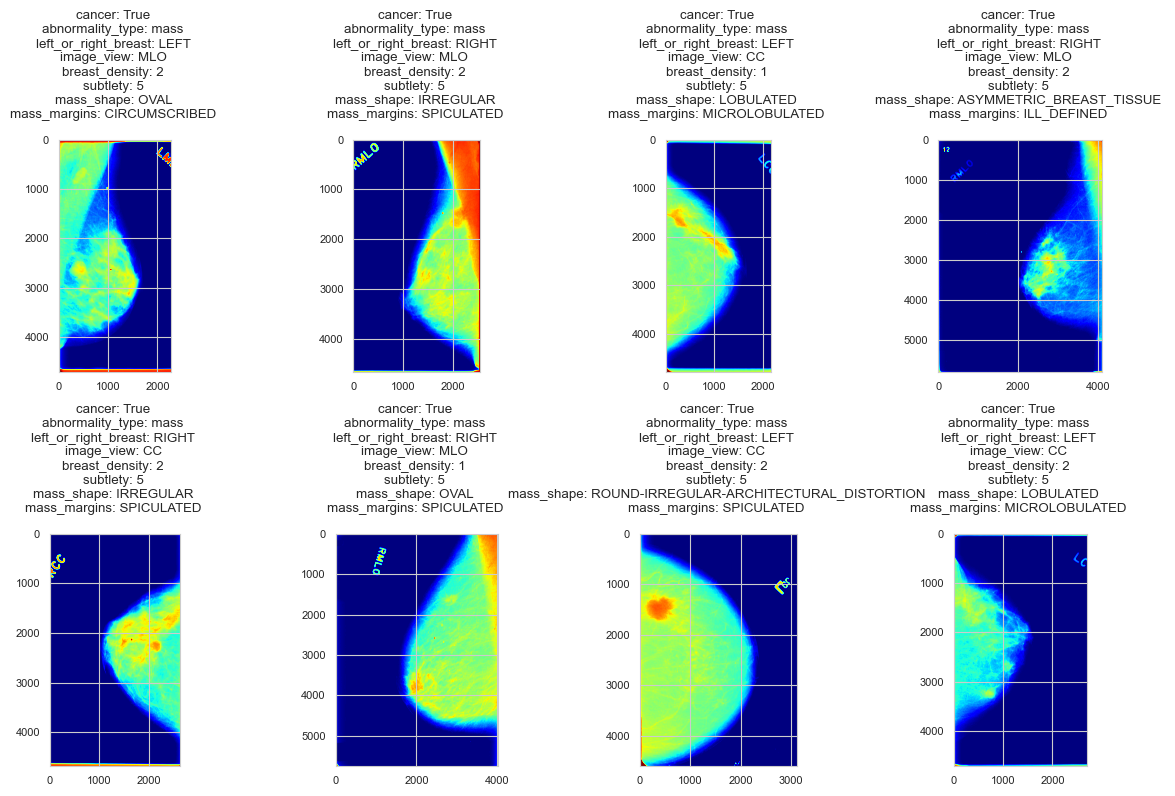 cancer: True
abnormality_type: mass
left_or_right_breast: LEFT
image_view: MLO
breast_density: 2
subtlety: 5
mass_shape: OVAL
mass_margins: CIRCUMSCRIBED
0
1000
2000
3000
4000
0 1000 2000
cancer: True
abnormality_type: mass
left_or_right_breast: RIGHT
image_view: MLO
breast_density: 2
subtlety: 5
mass_shape: IRREGULAR
mass_margins: SPICULATED
RMLO
0
1000
2000
3000
4000
0 1000 2000
cancer: True
abnormality_type: mass
left_or_right_breast: LEFT
image_view: CC
breast_density: 1
subtlety: 5
mass_shape: LOBULATED
mass_margins: MICROLOBULATED
0
1000
2000
3000
4000
0 1000 2000
cancer: True
abnormality_type: mass
left_or_right_breast: RIGHT
image_view: MLO
breast_density: 2
subtlety: 5
mass_shape: ASYMMETRIC_BREAST_TISSUE
mass_margins: ILL_DEFINED
12
RMLO
0
1000
2000
3000
4000
5000
0 2000 4000
cancer: True
abnormality_type: mass
left_or_right_breast: RIGHT
image_view: CC
breast_density: 2
subtlety: 5
mass_shape: IRREGULAR
mass_margins: SPICULATED
0
1000
2000
3000
4000
0 1000 2000
cancer: True
abnormality_type: mass
left_or_right_breast: RIGHT
image_view: MLO
breast_density: 1
subtlety: 5
mass_shape: OVAL
mass_margins: SPICULATED
RMLO
0
1000
2000
3000
4000
5000
0 2000 4000
cancer: True
abnormality_type: mass
left_or_right_breast: LEFT
image_view: CC
breast_density: 2
subtlety: 5
mass_shape: ROUND-IRREGULAR-ARCHITECTURAL_DISTORTION
mass_margins: SPICULATED
0
1000
2000
3000
4000
0 1000 2000 3000
cancer: True
abnormality_type: mass
left_or_right_breast: LEFT
image_view: CC
breast_density: 2
subtlety: 5
mass_shape: LOBULATED
mass_margins: MICROLOBULATED
0
1000
2000
3000
4000
0 1000 2000